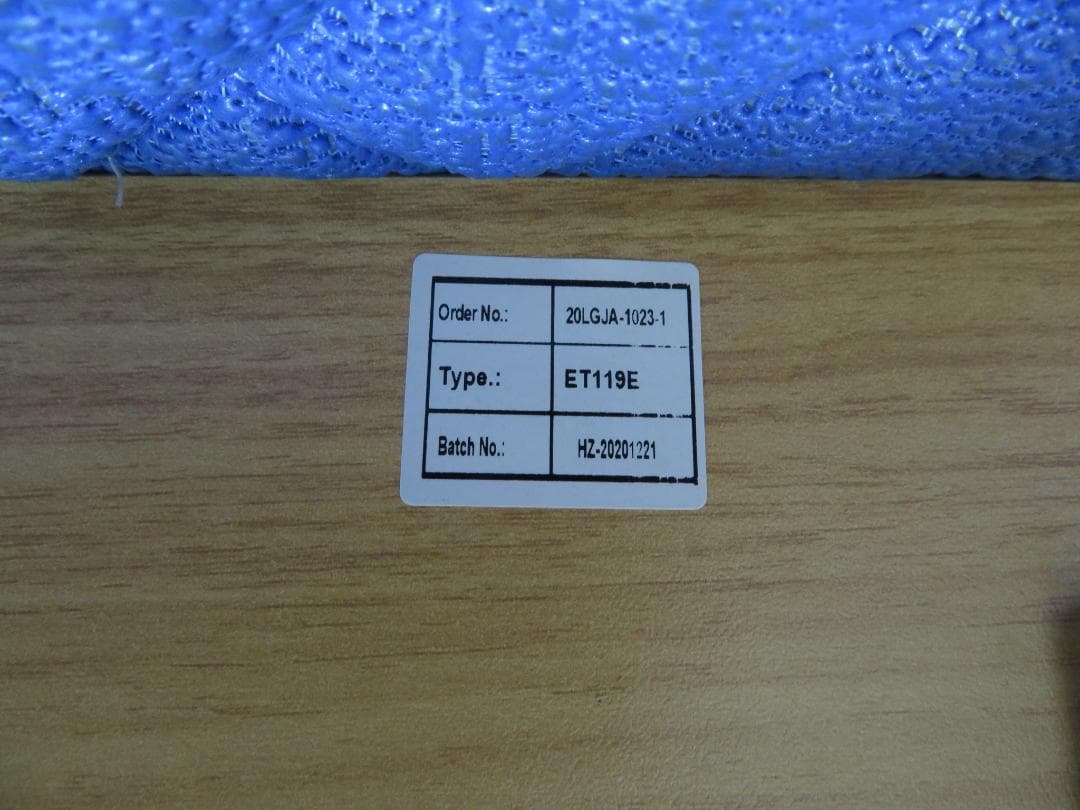 Order No.: 20LGJA-1023-1
Type.: ET119E
Batch No.: HZ-20201221